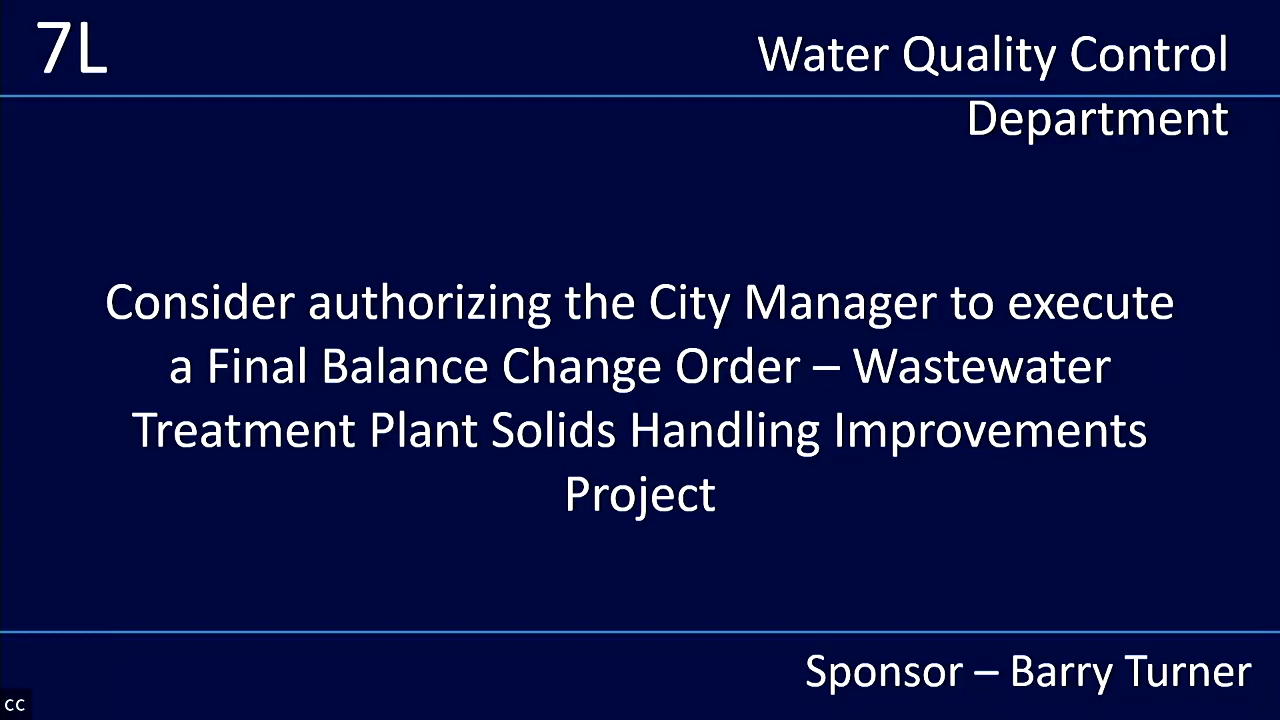 7L
Water Quality Control
Department
Consider authorizing the City Manager to execute
a Final Balance Change Order – Wastewater
Treatment Plant Solids Handling Improvements
Project
Sponsor – Barry Turner
CC